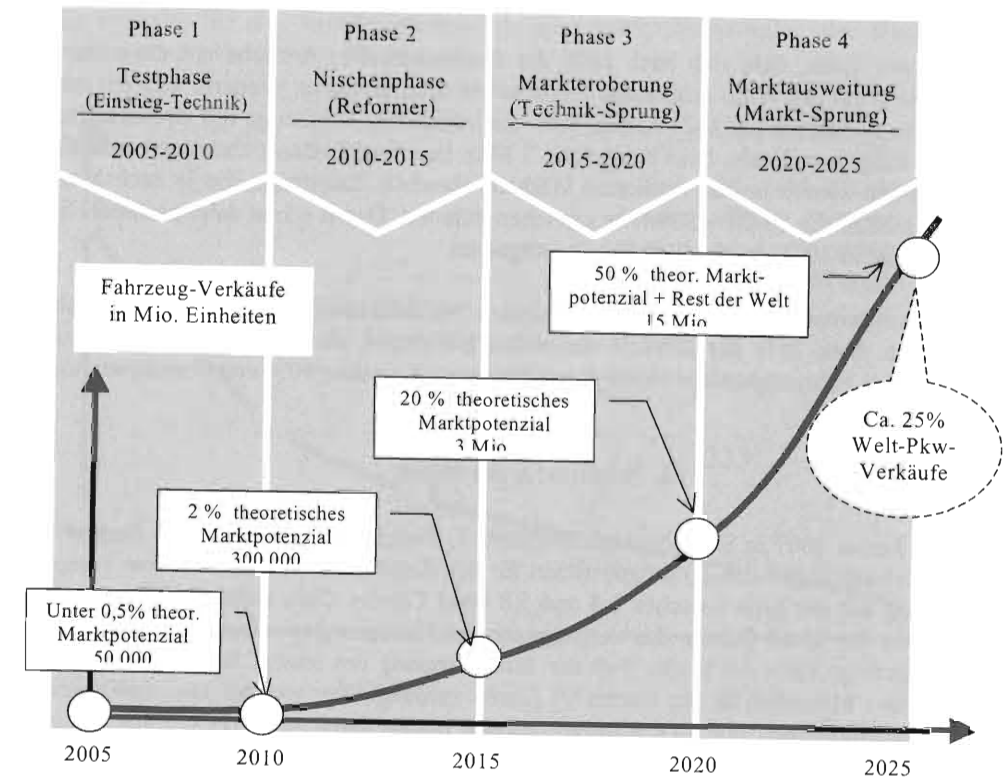 Phase 1
Testphase
(Einstieg-Technik)
2005-2010
Phase 2
Nischenphase
(Reformer)
2010-2015
Phase 3
Markteroberung
(Technik-Sprung)
2015-2020
Phase 4
Marktausweitung
(Markt-Sprung)
2020-2025
Fahrzeug-Verkäufe
in Mio. Einheiten
50 % theor. Markt-
potenzial + Rest der Welt
15 Mio
20 % theoretisches
Marktpotenzial
3 Mio
Ca. 25%
Welt-Pkw-
Verkäufe
2 % theoretisches
Marktpotenzial
300 000
Unter 0,5% theor.
Marktpotenzial
50 000
2005
2010
2015
2020
2025